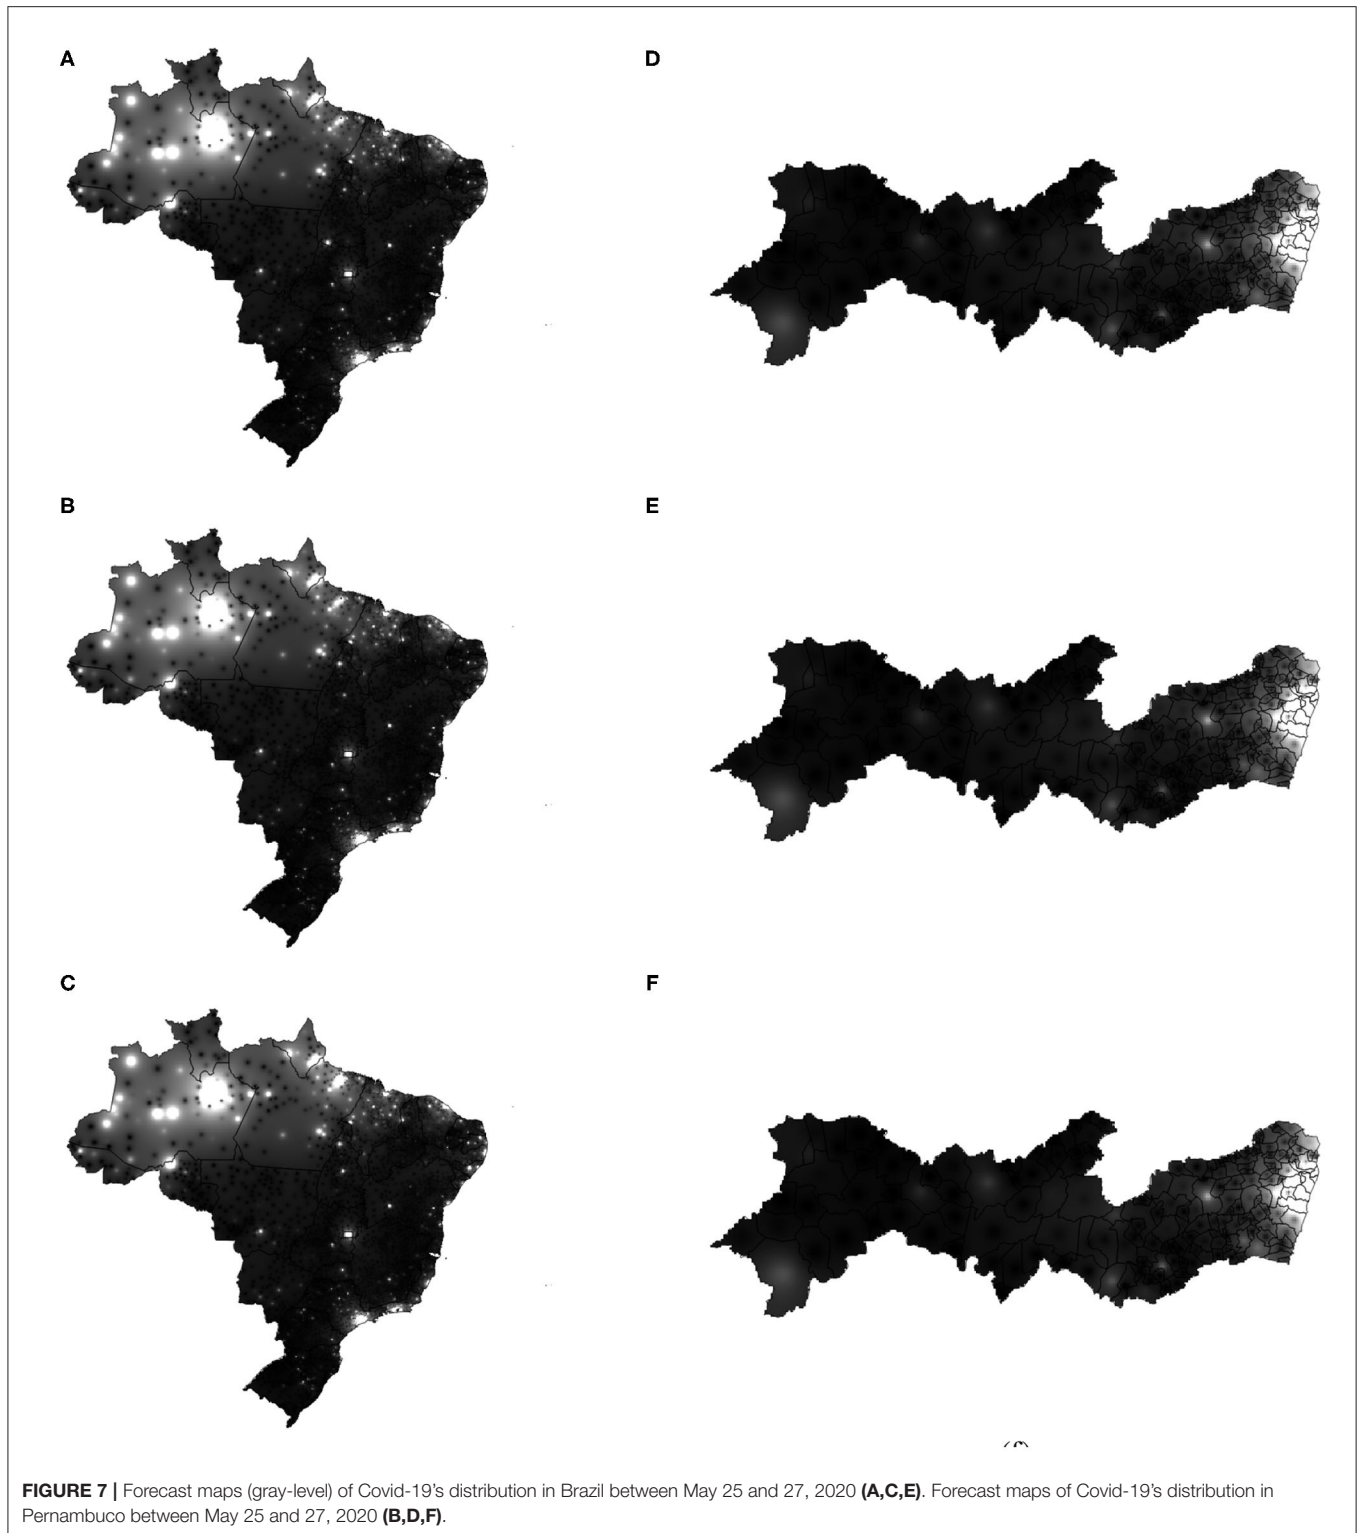 A
D
B
E
C
F
FIGURE 7 | Forecast maps (gray-level) of Covid-19's distribution in Brazil between May 25 and 27, 2020 (A,C,E). Forecast maps of Covid-19's distribution in
Pernambuco between May 25 and 27, 2020 (B,D,F).